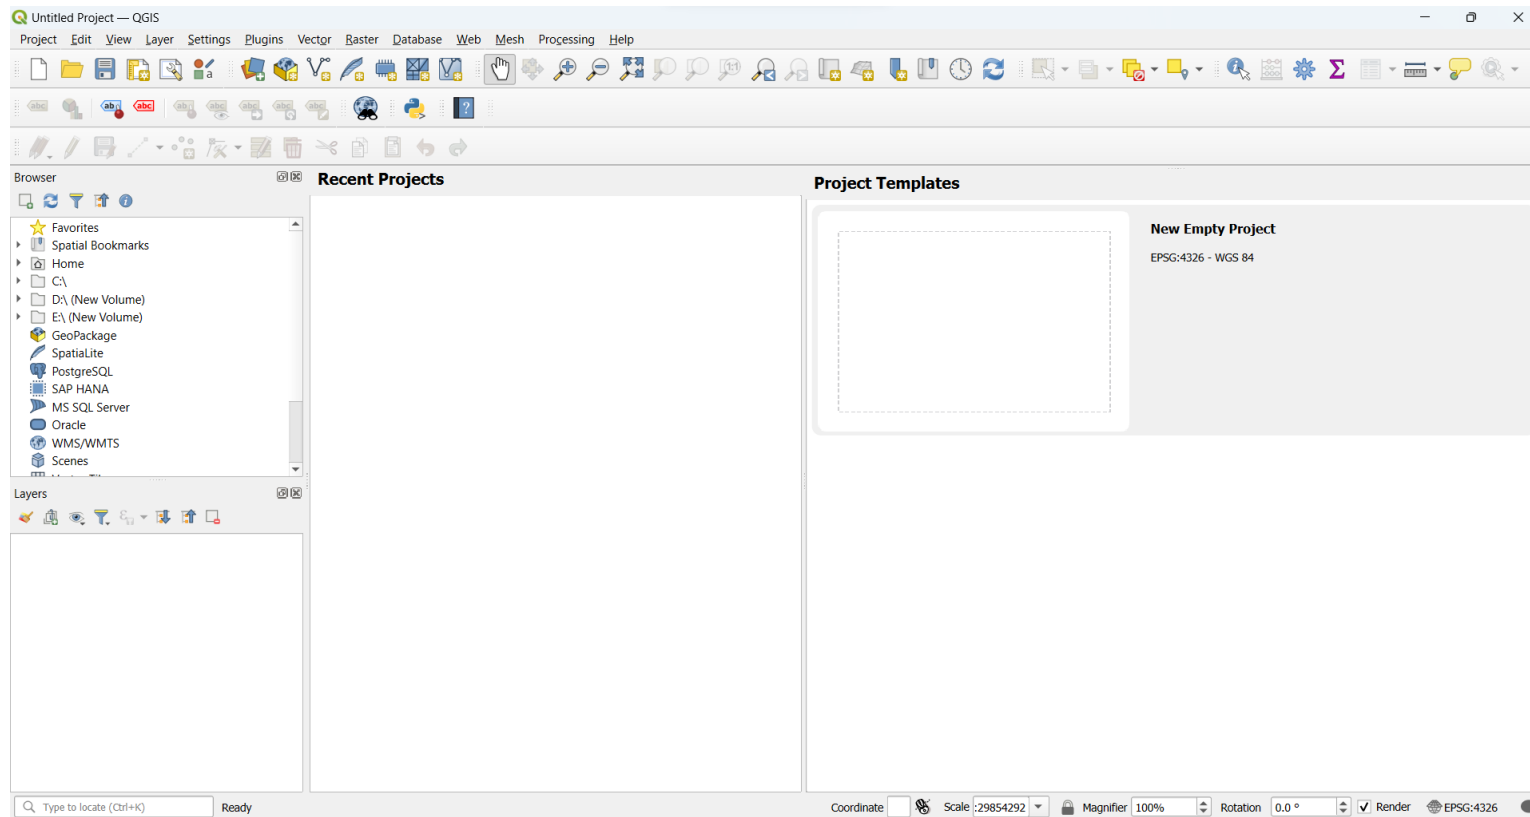 Untitled Project — QGIS
Project Edit View Layer Settings Plugins Vector Raster Database Web Mesh Processing Help
Browser
Recent Projects
Project Templates
Favorites
Spatial Bookmarks
Home
C:\
D:\ (New Volume)
E:\ (New Volume)
GeoPackage
SpatiaLite
PostgreSQL
SAP HANA
MS SQL Server
Oracle
WMS/WMTS
Scenes
New Empty Project
EPSG:4326 - WGS 84
Layers
Type to locate (Ctrl+K)
Ready
Coordinate
Scale :29854292
Magnifier 100%
Rotation 0.0 °
Render
EPSG:4326